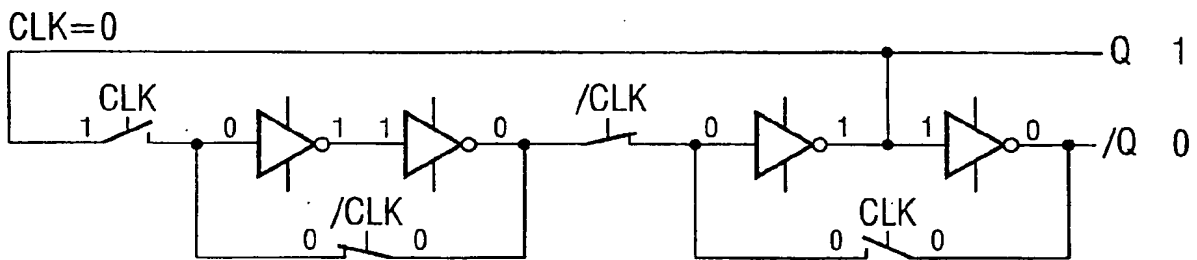 CLK=0
Q 1
CLK
/CLK
1 0 1 1 0 0 1 1 0 /Q 0
/CLK
CLK
0 0 0 0